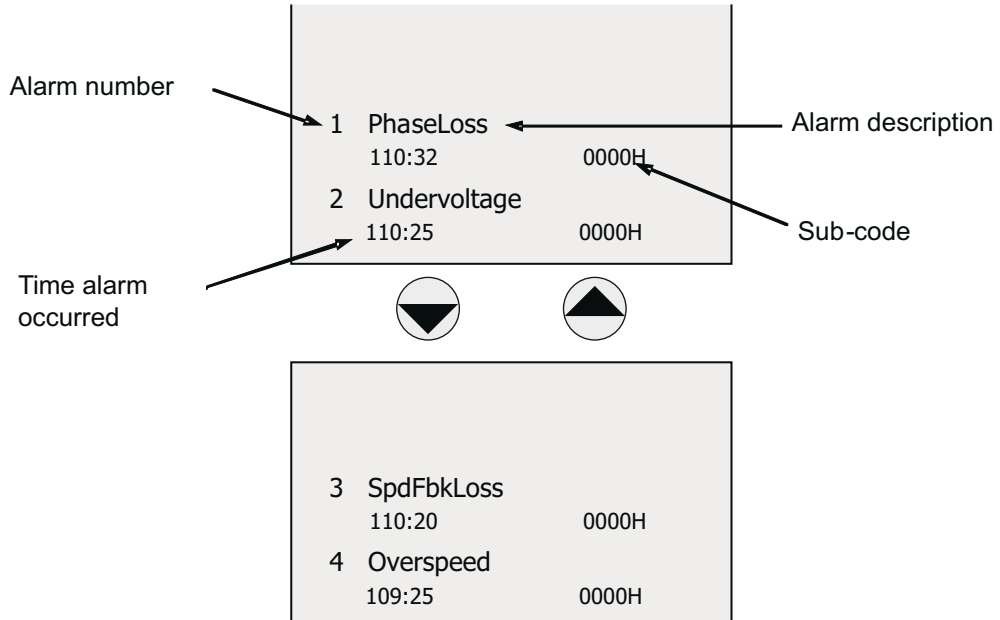 Alarm number
1 PhaseLoss
Alarm description
110:32 0000H
2 Undervoltage
110:25 0000H
Sub-code
Time alarm
occurred
3 SpdFbkLoss
110:20 0000H
4 Overspeed
109:25 0000H